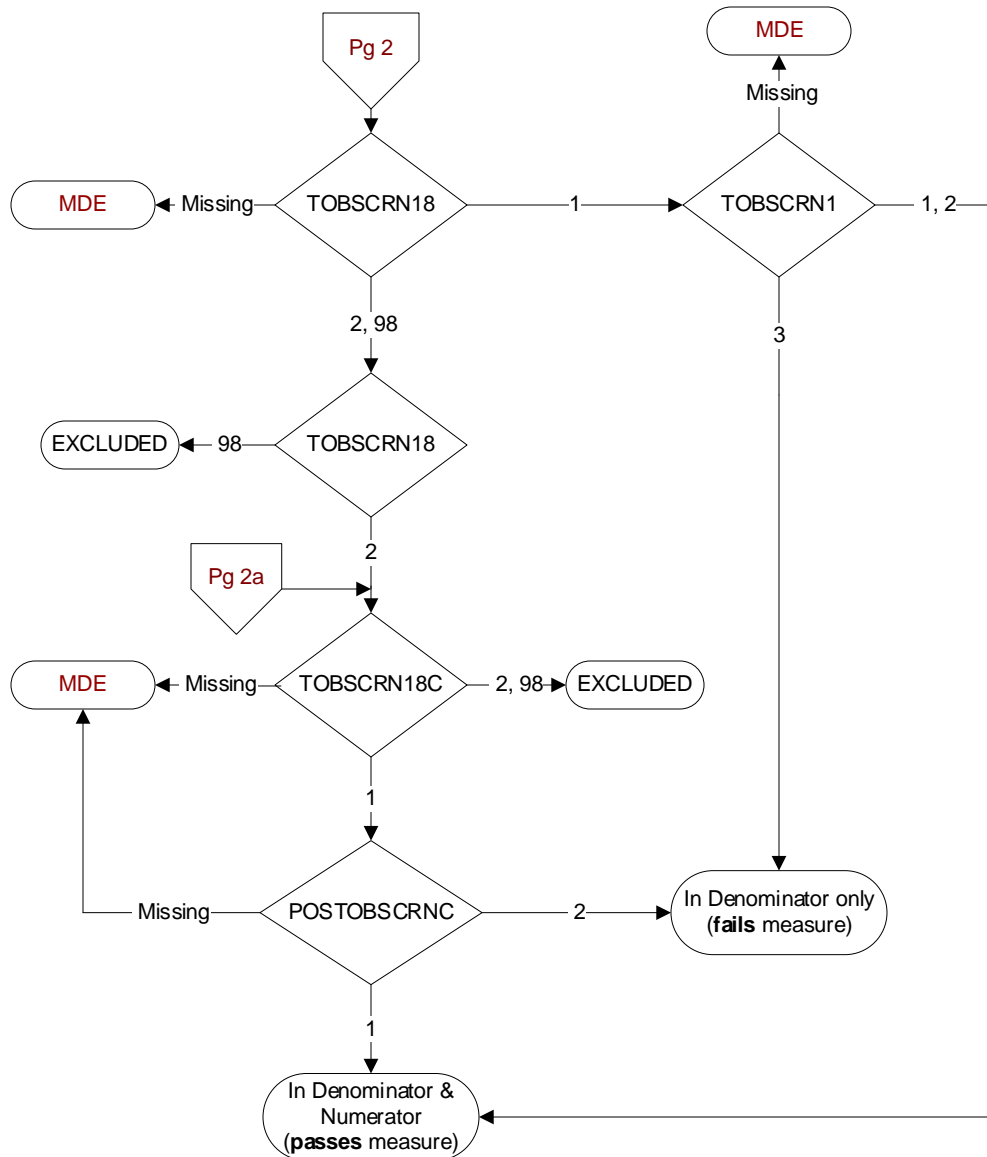 Pg 2
MDE
Missing
MDE
Missing
TOBSCRN18
1
TOBSCRN1
1, 2
2, 98
3
EXCLUDED
98
TOBSCRN18
2
Pg 2a
MDE
Missing
TOBSCRN18C
2, 98
EXCLUDED
1
Missing
POSTOBSCRNC
2
In Denominator only
(fails measure)
1
In Denominator &
Numerator
(passes measure)